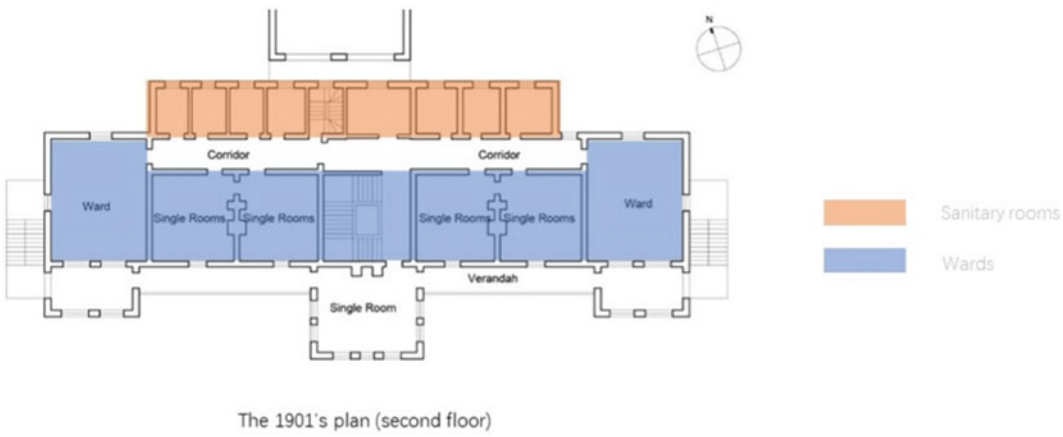 N
Corridor
Corridor
Ward
Single Rooms
Single Rooms
Single Rooms
Single Rooms
Ward
Sanitary rooms
Wards
Verandah
Single Room
The 1901's plan (second floor)